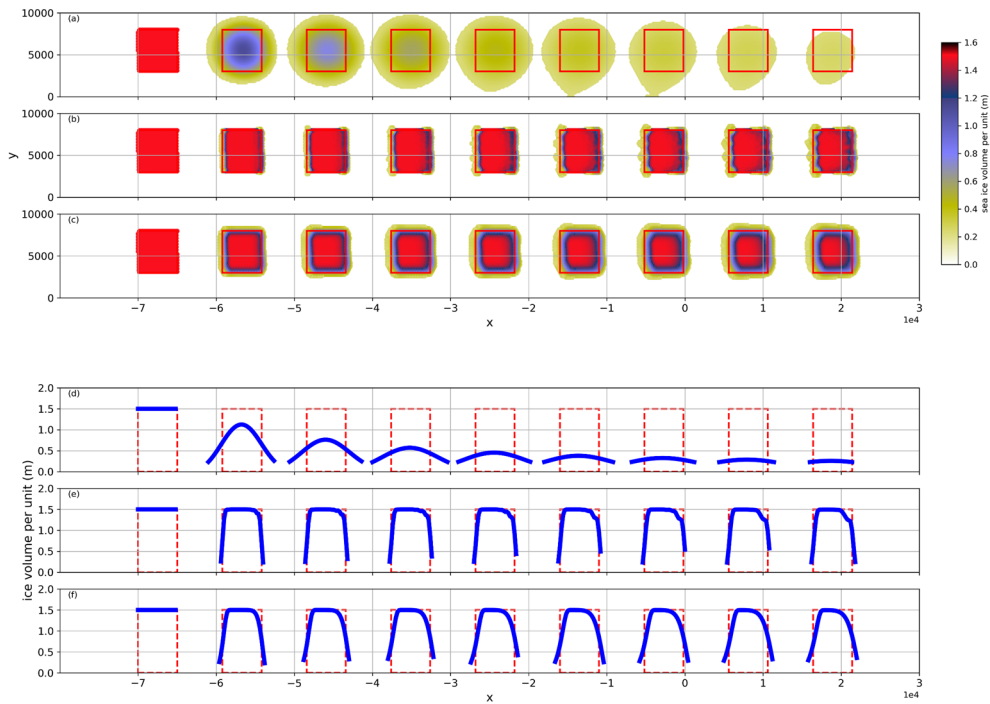 (a)
10000
5000
0
(b)
10000
5000
0
(c)
10000
5000
0
y
−7 −6 −5 −4 −3 −2 −1 0 1 2 3
1e4
x
1.6
1.4
1.2
1.0
0.8
0.6
0.4
0.2
0.0
sea ice volume per unit (m)
(d)
2.0
1.5
1.0
0.5
0.0
(e)
2.0
1.5
1.0
0.5
0.0
(f)
2.0
1.5
1.0
0.5
0.0
ice volume per unit (m)
−7 −6 −5 −4 −3 −2 −1 0 1 2 3
1e4
x